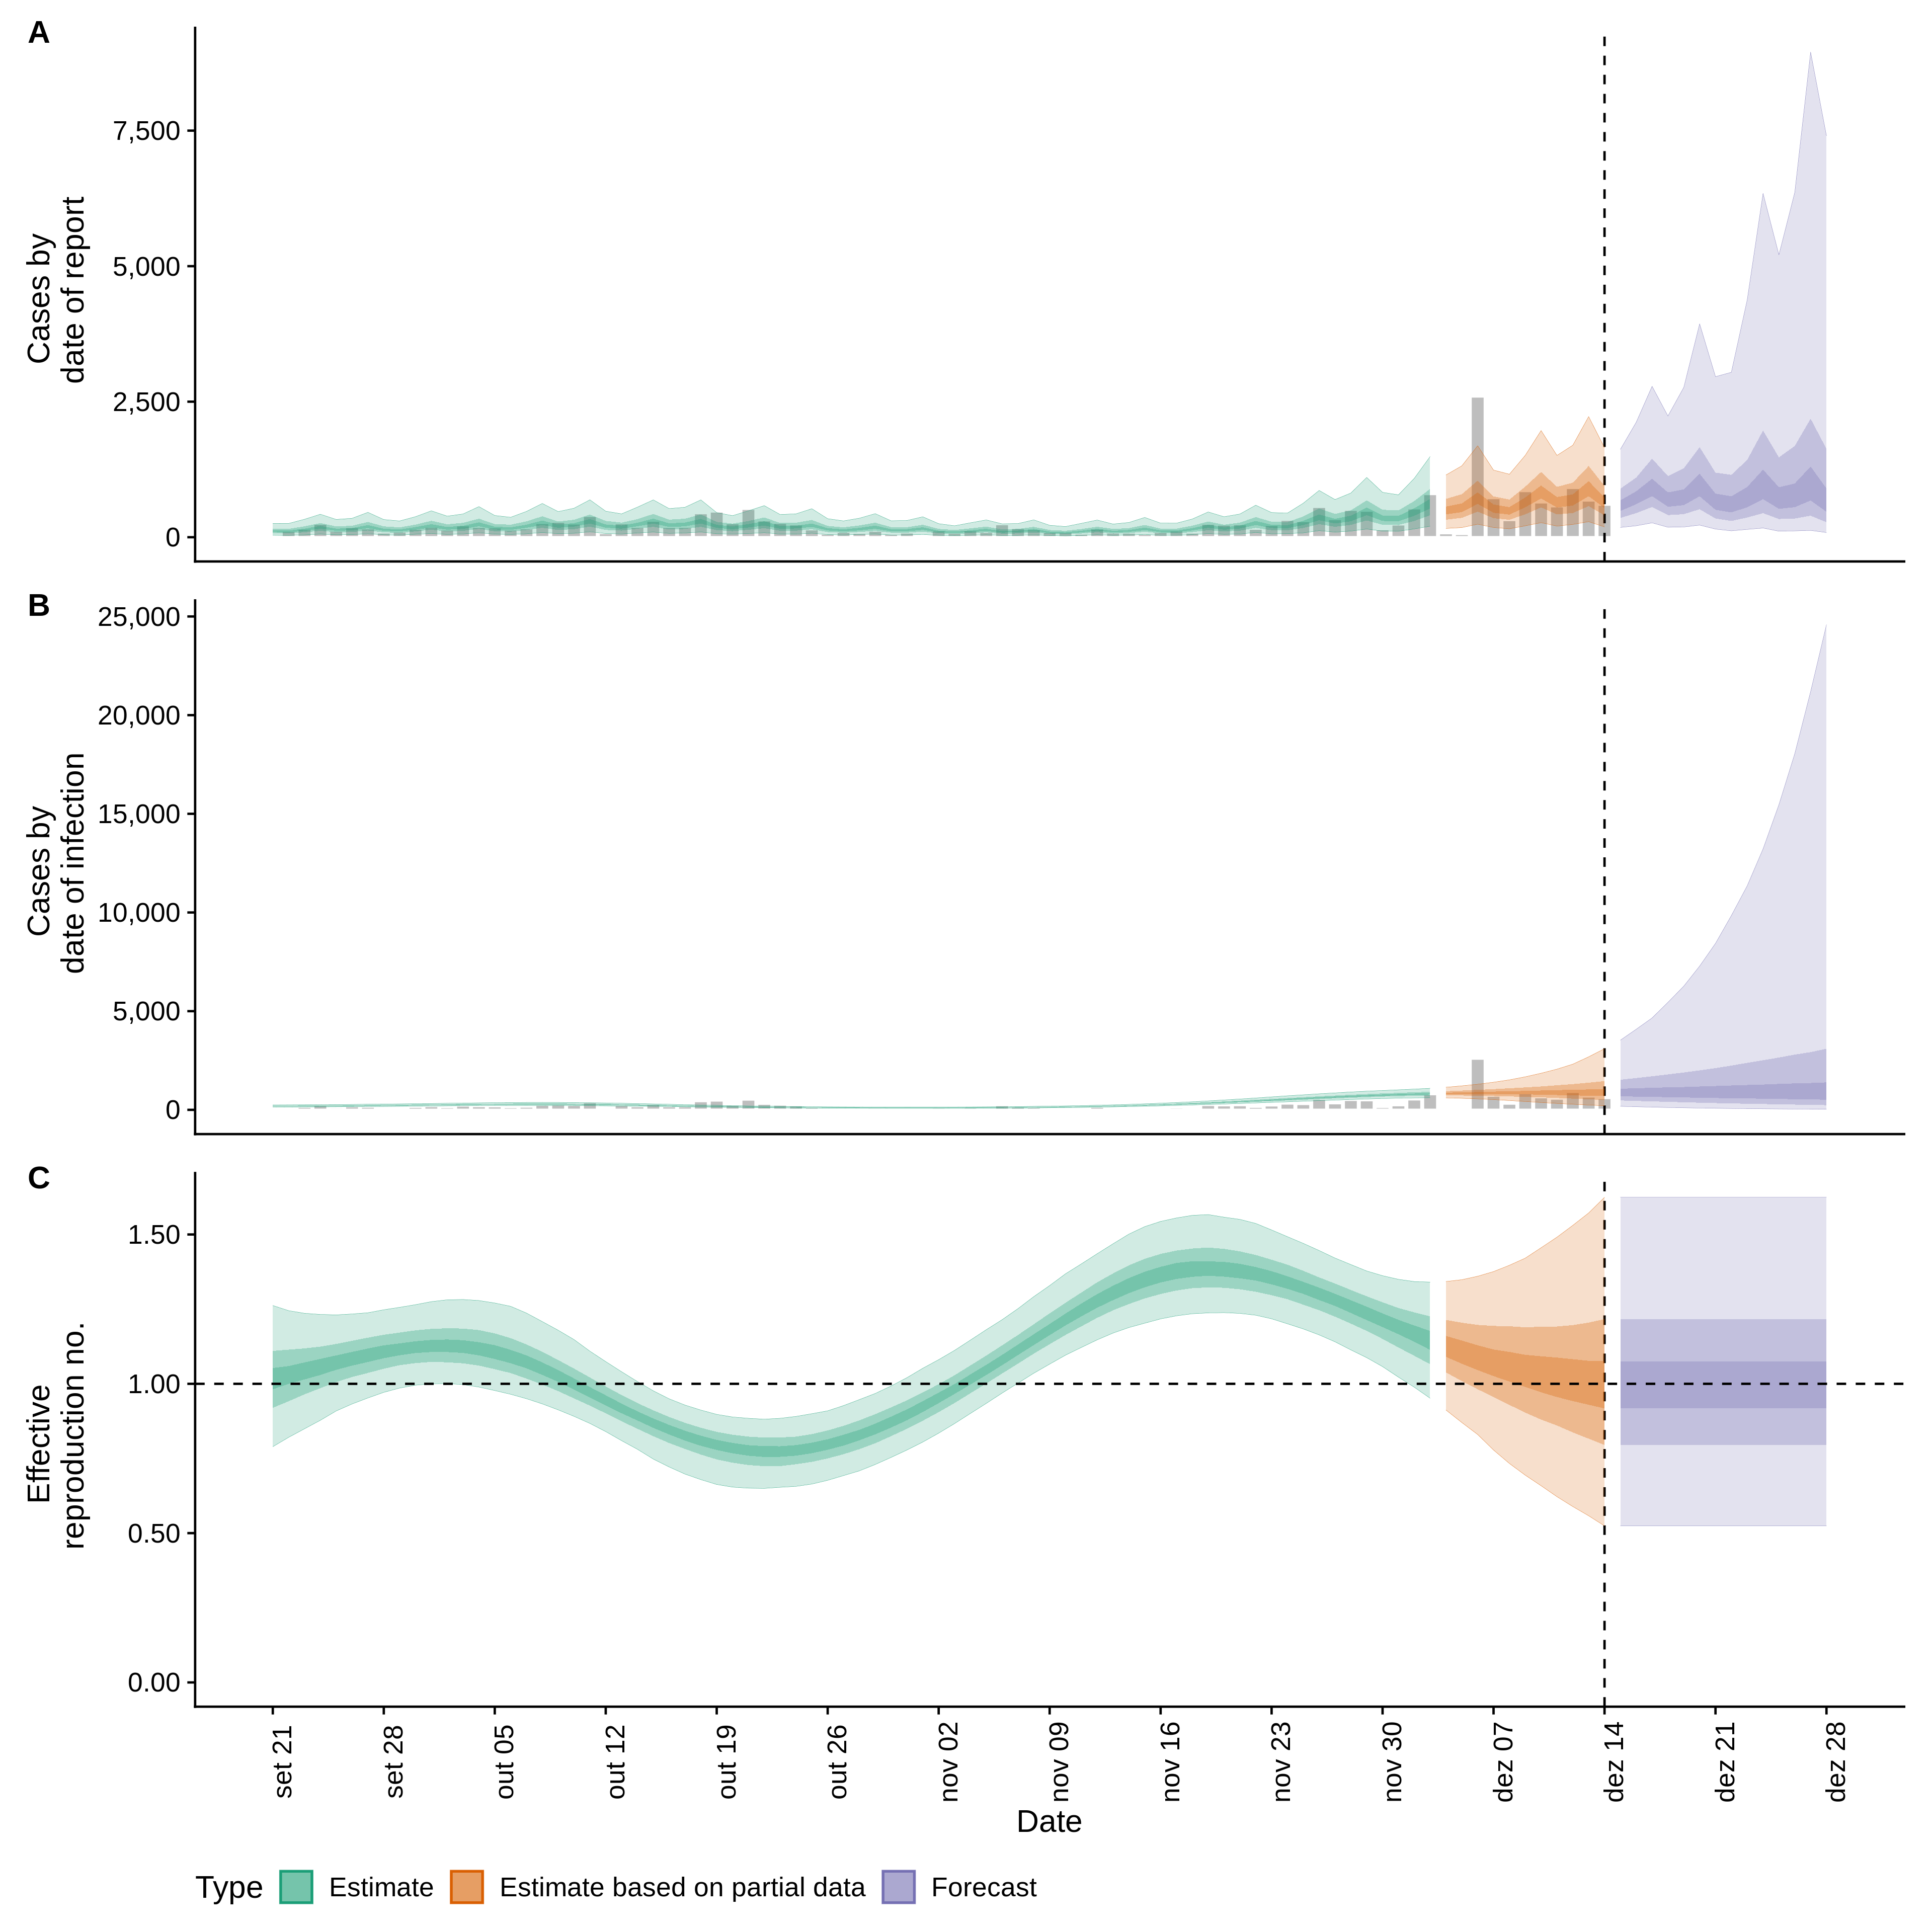 A
7,500
5,000
2,500
0
Cases by
date of report
B
25,000
20,000
15,000
10,000
5,000
0
Cases by
date of infection
C
1.50
1.00
0.50
0.00
Effective
reproduction no.
set 21
set 28
out 05
out 12
out 19
out 26
nov 02
nov 09
nov 16
nov 23
nov 30
dez 07
dez 14
dez 21
dez 28
Date
Type Estimate Estimate based on partial data Forecast